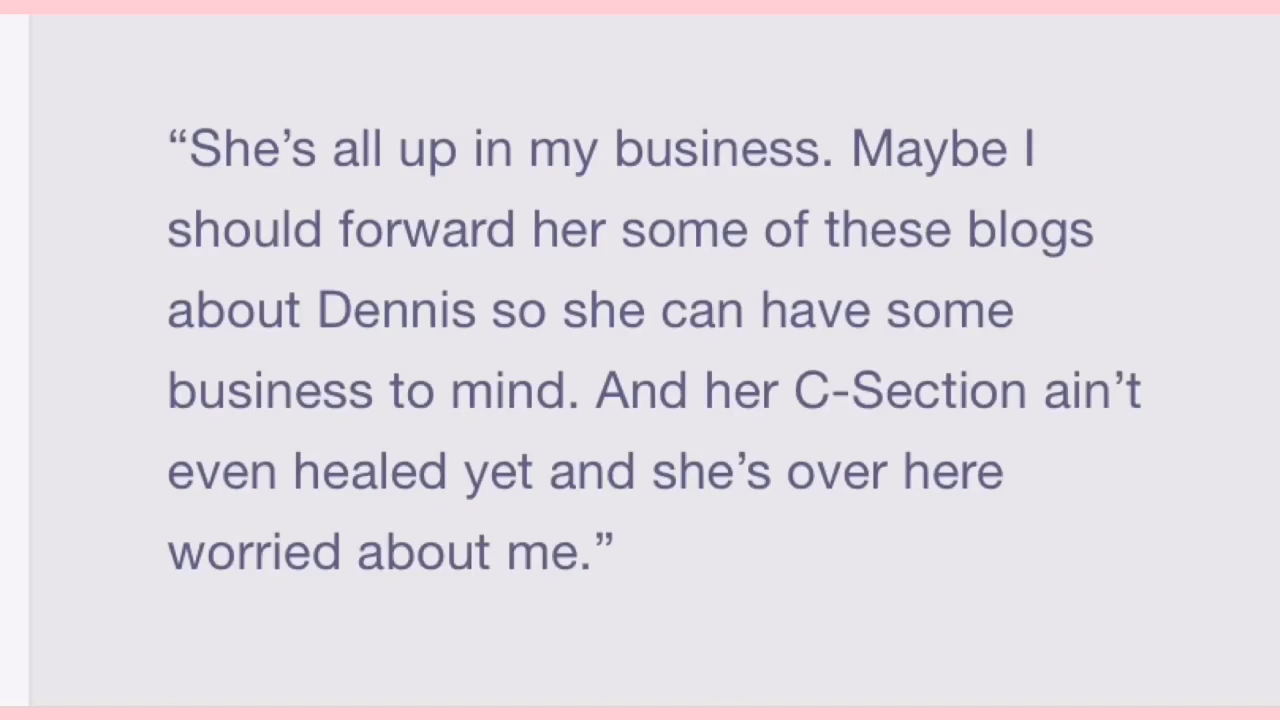 “She’s all up in my business. Maybe I
should forward her some of these blogs
about Dennis so she can have some
business to mind. And her C-Section ain’t
even healed yet and she’s over here
worried about me.”